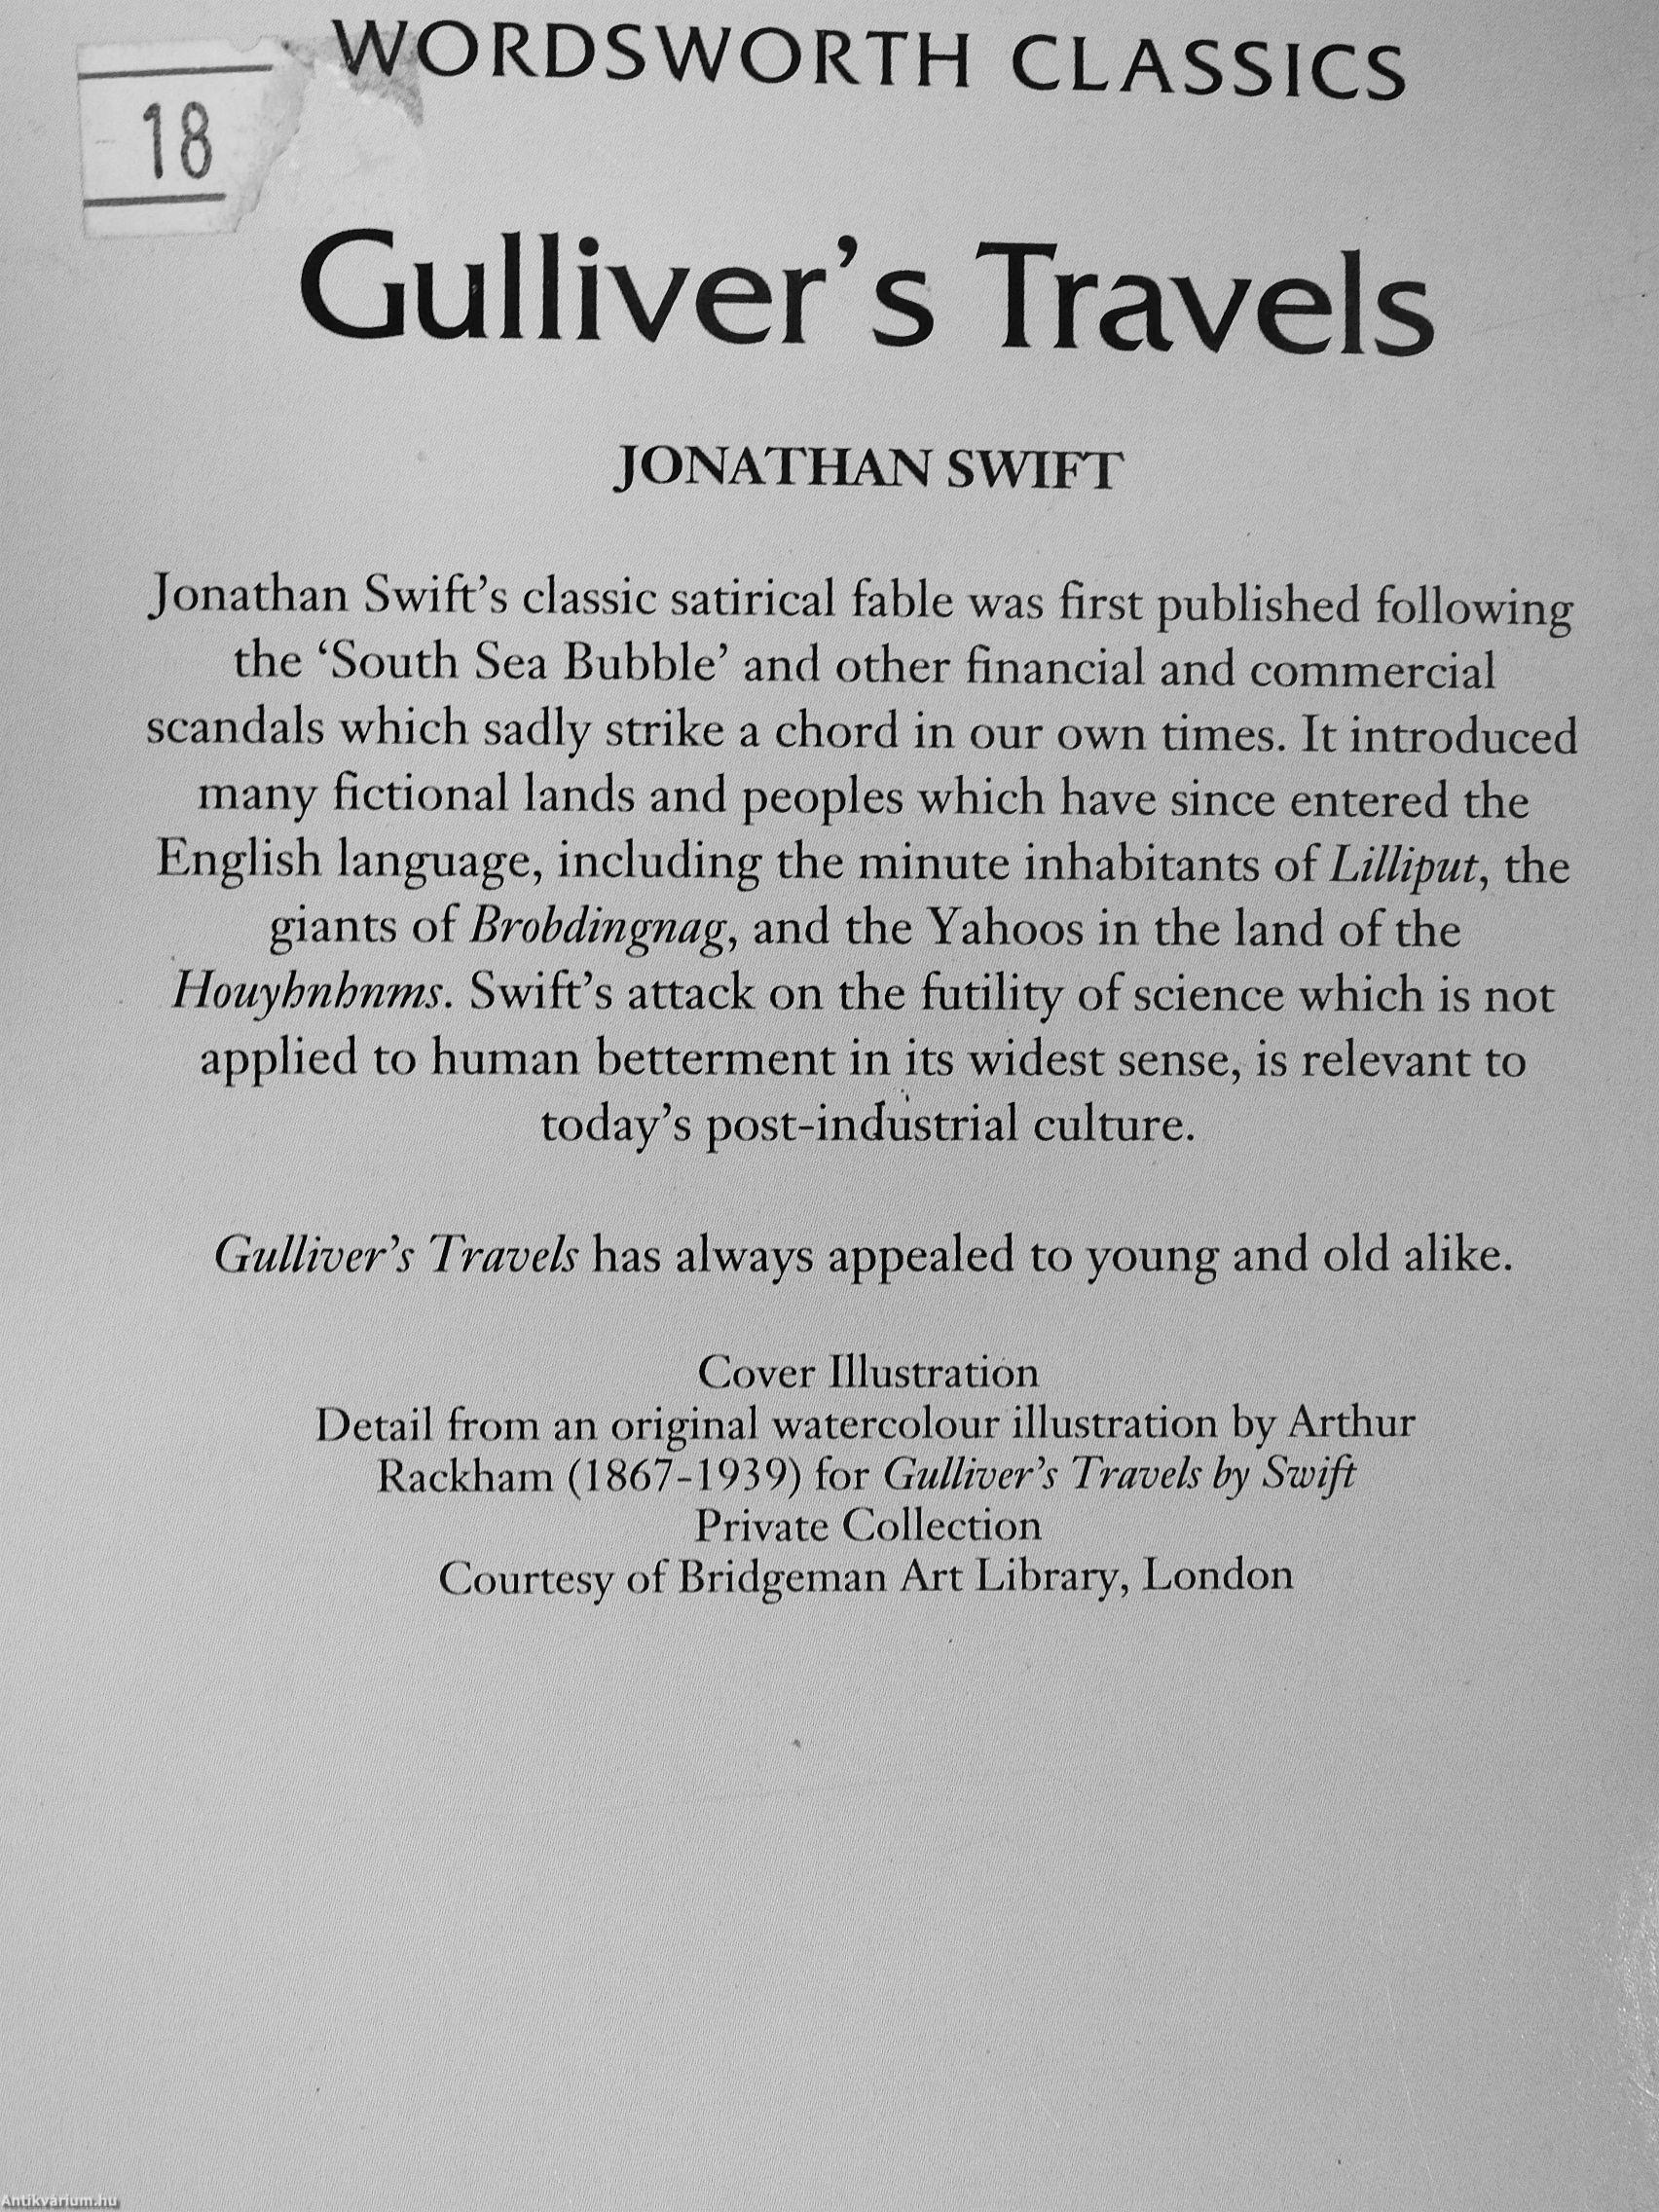 WORDSWORTH CLASSICS
18
Gulliver’s Travels
JONATHAN SWIFT
Jonathan Swift’s classic satirical fable was first published following
the ‘South Sea Bubble’ and other financial and commercial
scandals which sadly strike a chord in our own times. It introduced
many fictional lands and peoples which have since entered the
English language, including the minute inhabitants of Lilliput, the
giants of Brobdingnag, and the Yahoos in the land of the
Houyhnhnms. Swift’s attack on the futility of science which is not
applied to human betterment in its widest sense, is relevant to
today’s post-industrial culture.
Gulliver’s Travels has always appealed to young and old alike.
Cover Illustration
Detail from an original watercolour illustration by Arthur
Rackham (1867-1939) for Gulliver’s Travels by Swift
Private Collection
Courtesy of Bridgeman Art Library, London
Antikvárium.hu